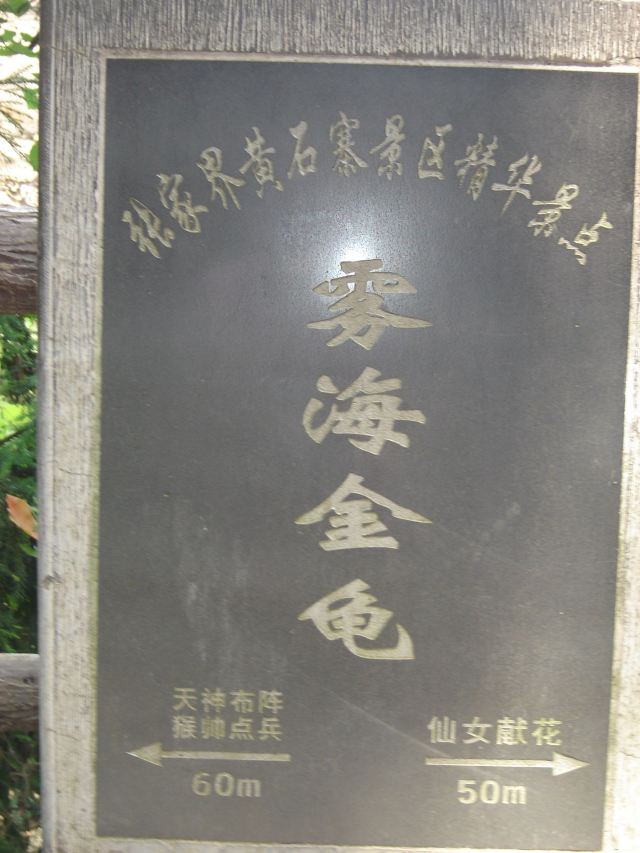 张家界黄石寨景区精华景点
雾海金龟
天神布阵
猴帅点兵
60m
仙女献花
50m